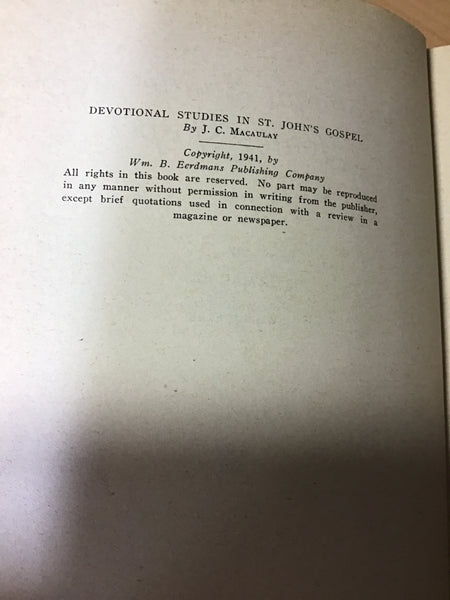 DEVOTIONAL STUDIES IN ST. JOHN'S GOSPEL
By J. C. MACAULAY
Copyright, 1941, by
Wm. B. Eerdmans Publishing Company
All rights in this book are reserved. No part may be reproduced
in any manner without permission in writing from the publisher,
except brief quotations used in connection with a review in a
magazine or newspaper.